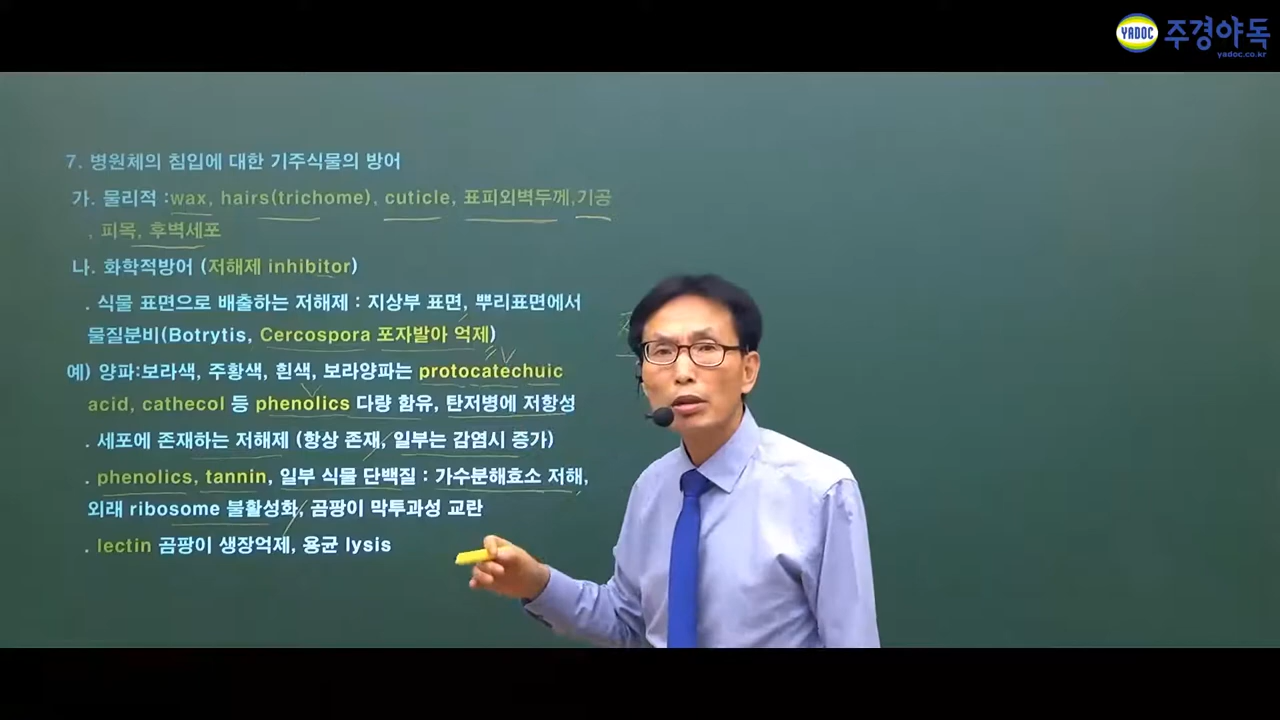 YADOC 주경야독
yadoc.co.kr
7. 병원체의 침입에 대한 기주식물의 방어
가. 물리적 :wax, hairs(trichome), cuticle, 표피외벽두께,기공
, 피목, 후벽세포
나. 화학적방어 (저해제 inhibitor)
. 식물 표면으로 배출하는 저해제 : 지상부 표면, 뿌리표면에서
물질분비(Botrytis, Cercospora 포자발아 억제)
예) 양파:보라색, 주황색, 흰색, 보라양파는 protocatechuic
acid, cathecol 등 phenolics 다량 함유, 탄저병에 저항성
. 세포에 존재하는 저해제 (항상 존재, 일부는 감염시 증가)
. phenolics, tannin, 일부 식물 단백질 : 가수분해효소 저해,
외래 ribosome 불활성화, 곰팡이 막투과성 교란
. lectin 곰팡이 생장억제, 용균 lysis